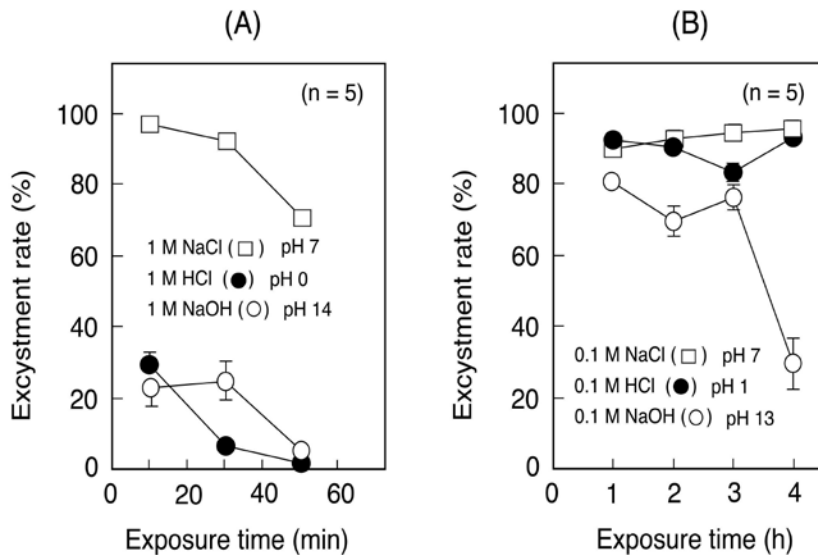 (A)
(n = 5)
100
80
60
40
20
0
Excystment rate (%)
1 M NaCl (□) pH 7
1 M HCl (●) pH 0
1 M NaOH (○) pH 14
0 20 40 60
Exposure time (min)
(B)
(n = 5)
100
80
60
40
20
0
Excystment rate (%)
0.1 M NaCl (□) pH 7
0.1 M HCl (●) pH 1
0.1 M NaOH (○) pH 13
0 1 2 3 4
Exposure time (h)